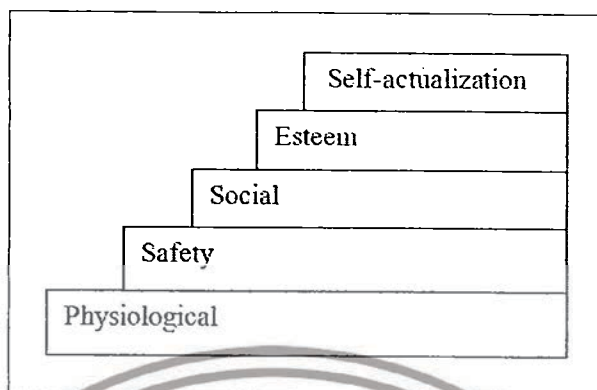 Self-actualization
Esteem
Social
Safety
Physiological